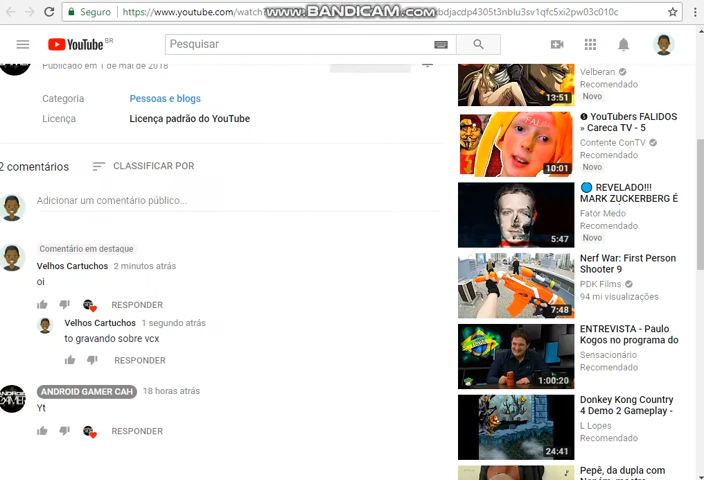 Seguro
https://www.youtube.com/watch?
WWW.BANDICAM.COM
YouTube BR
Pesquisar
Publicado em 1 de mai de 2018
Categoria Pessoas e blogs
Licença Licença padrão do YouTube
2 comentários CLASSIFICAR POR
Adicionar um comentário público...
Comentário em destaque
Velhos Cartuchos 2 minutos atrás
oi
RESPONDER
Velhos Cartuchos 1 segundo atrás
to gravando sobre vcx
RESPONDER
ANDROID GAMER CAH 18 horas atrás
Yt
RESPONDER
13:51
Velberan
Recomendado
Novo
10:01
YouTubers FALIDOS
» Careca TV - 5
Contente ConTV
Recomendado
Novo
5:47
REVELADO!!!
MARK ZUCKERBERG É
Fator Medo
Recomendado
Novo
7:48
Nerf War: First Person
Shooter 9
PDK Films
94 mi visualizações
1:00:20
ENTREVISTA - Paulo
Kogos no programa do
Sensacionário
Recomendado
24:41
Donkey Kong Country
4 Demo 2 Gameplay -
L Lopes
Recomendado
Pepê, da dupla com